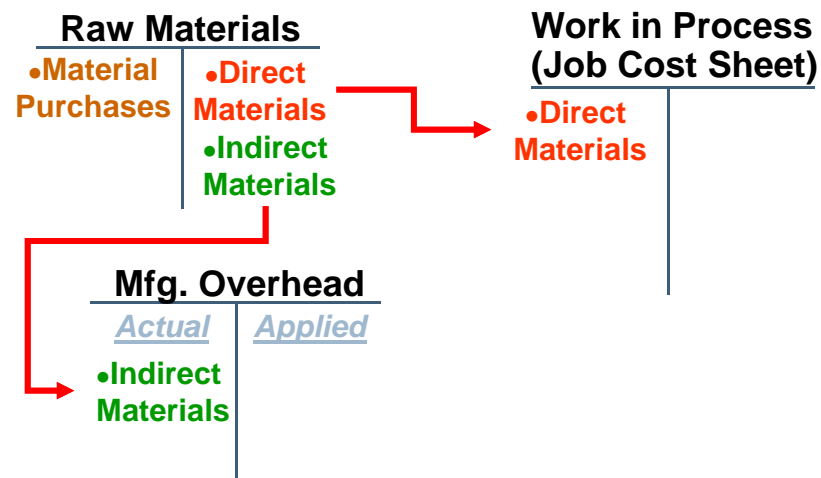 Raw Materials
•Material
Purchases
•Direct
Materials
•Indirect
Materials
Work in Process
(Job Cost Sheet)
•Direct
Materials
Mfg. Overhead
Actual Applied
•Indirect
Materials